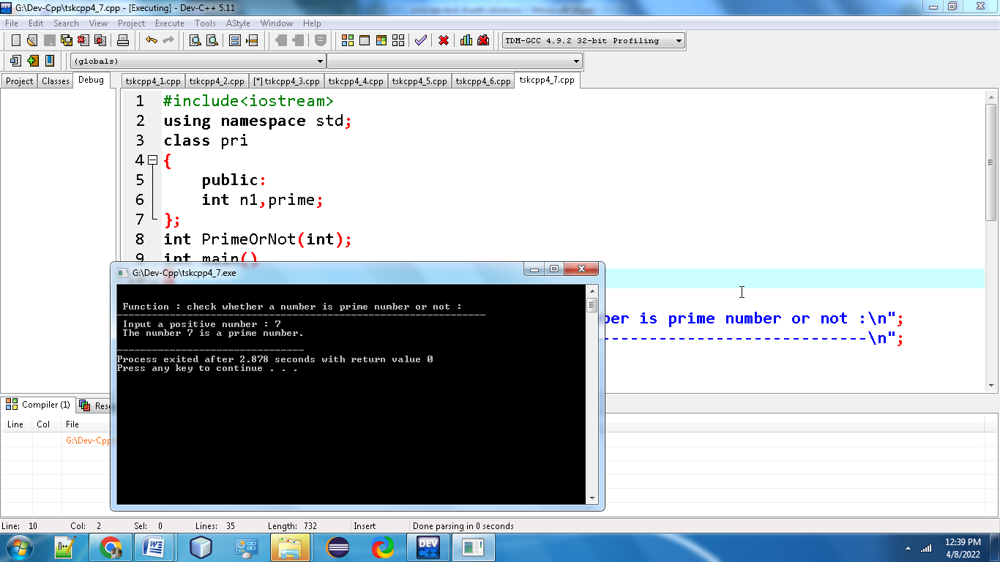 G:\Dev-Cpp\tskcpp4_7.cpp - [Executing] - Dev-C++ 5.11
File Edit Search View Project Execute Tools AStyle Window Help
TDM-GCC 4.9.2 32-bit Profiling
(globals)
Project Classes Debug
tskcpp4_1.cpp tskcpp4_2.cpp [*] tskcpp4_3.cpp tskcpp4_4.cpp tskcpp4_5.cpp tskcpp4_6.cpp tskcpp4_7.cpp
1 #include<iostream>
2 using namespace std;
3 class pri
4 {
5 public:
6 int n1,prime;
7 };
8 int PrimeOrNot(int);
9 int main()
ber is prime number or not :\n";
----------------------------\n";
G:\Dev-Cpp\tskcpp4_7.exe
Function : check whether a number is prime number or not :
---------------------------------------------------------------
Input a positive number : 7
The number 7 is a prime number.
--------------------------------
Process exited after 2.878 seconds with return value 0
Press any key to continue . . .
Compiler (1) Reso
Line Col File
G:\Dev-Cpp
Line: 10 Col: 2 Sel: 0 Lines: 35 Length: 732 Insert Done parsing in 0 seconds
n++
W
DEV
C++
12:39 PM
4/8/2022